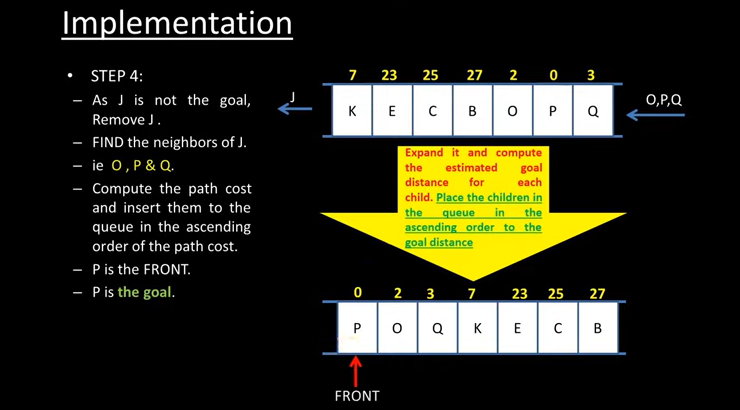 Implementation
• STEP 4:
– As J is not the goal,
Remove J .
– FIND the neighbors of J.
– ie O , P & Q.
– Compute the path cost
and insert them to the
queue in the ascending
order of the path cost.
– P is the FRONT.
– P is the goal.
7 23 25 27 2 0 3
J
K E C B O P Q
O,P,Q
Expand it and compute
the estimated goal
distance for each
child. Place the children in
the queue in the
ascending order to the
goal distance
0 2 3 7 23 25 27
P O Q K E C B
FRONT